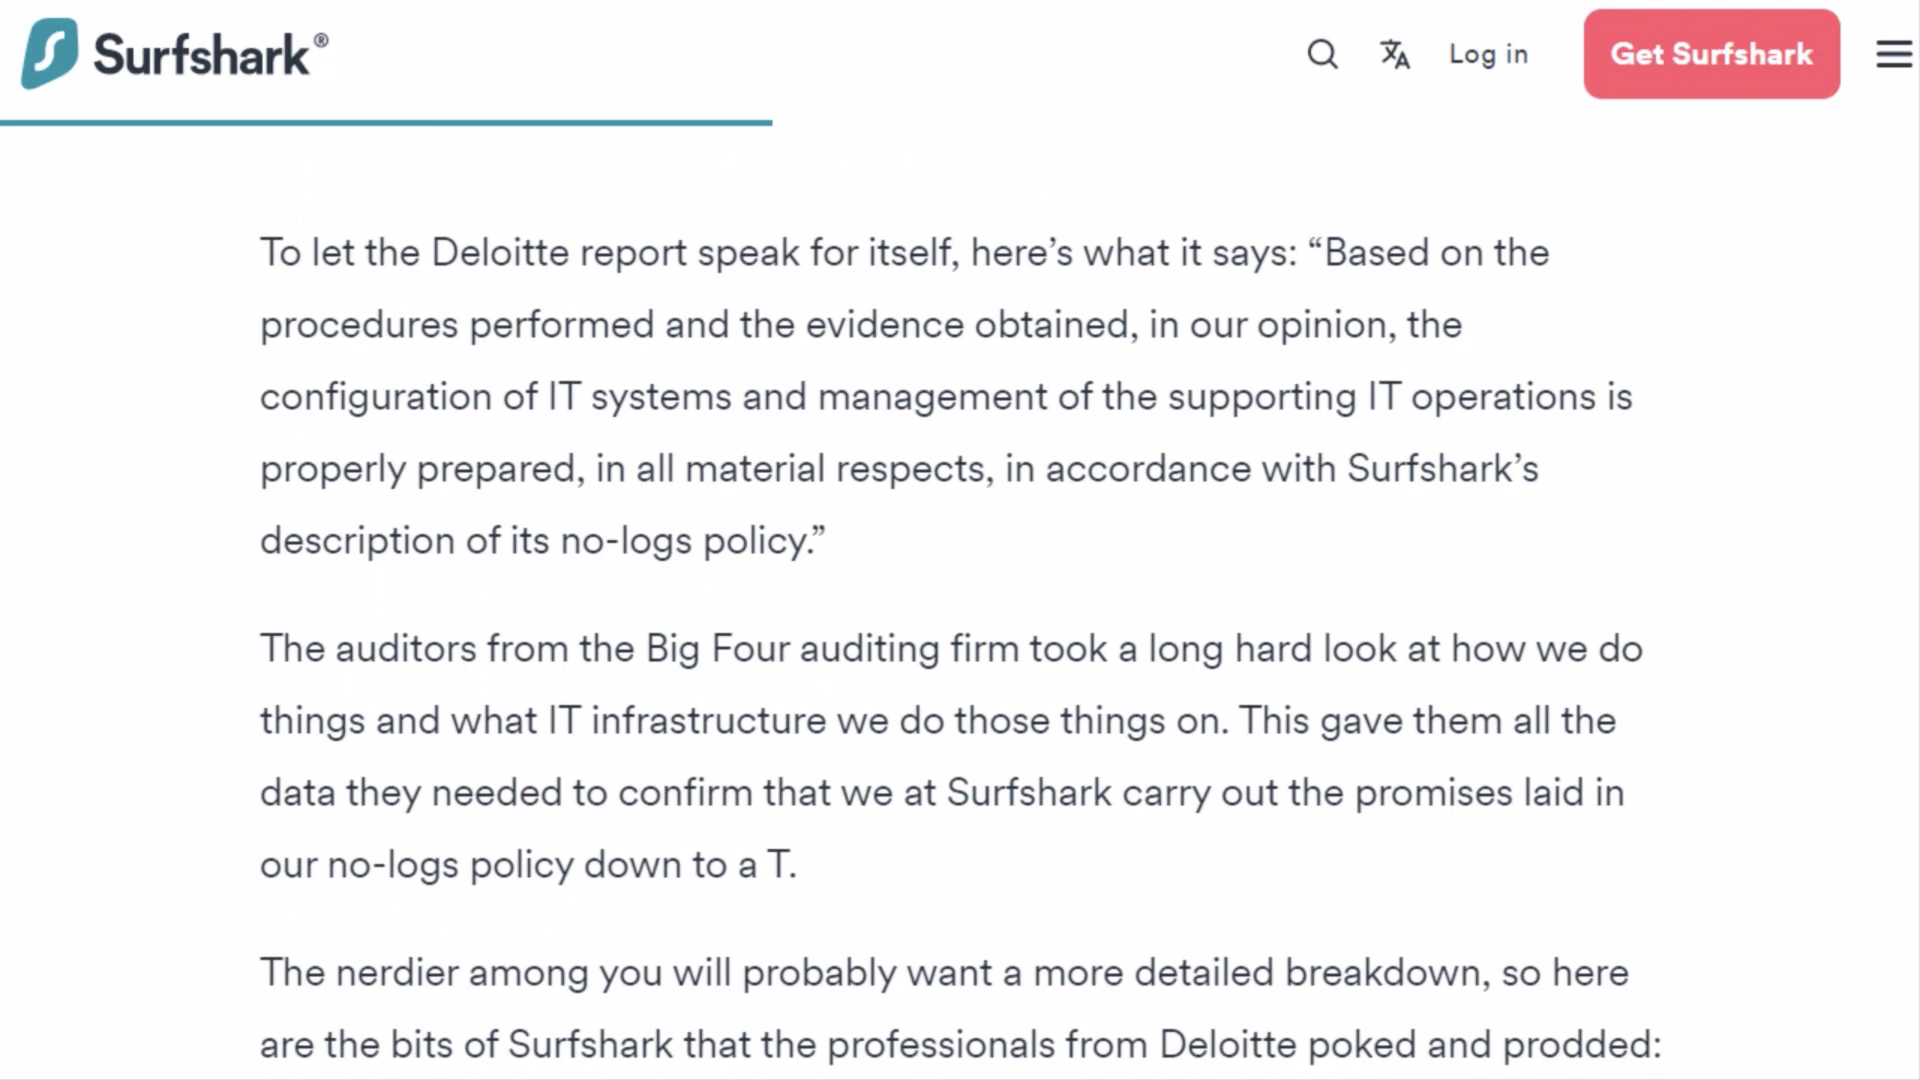 Surfshark®
Log in
Get Surfshark
To let the Deloitte report speak for itself, here’s what it says: “Based on the
procedures performed and the evidence obtained, in our opinion, the
configuration of IT systems and management of the supporting IT operations is
properly prepared, in all material respects, in accordance with Surfshark’s
description of its no-logs policy.”
The auditors from the Big Four auditing firm took a long hard look at how we do
things and what IT infrastructure we do those things on. This gave them all the
data they needed to confirm that we at Surfshark carry out the promises laid in
our no-logs policy down to a T.
The nerdier among you will probably want a more detailed breakdown, so here
are the bits of Surfshark that the professionals from Deloitte poked and prodded: